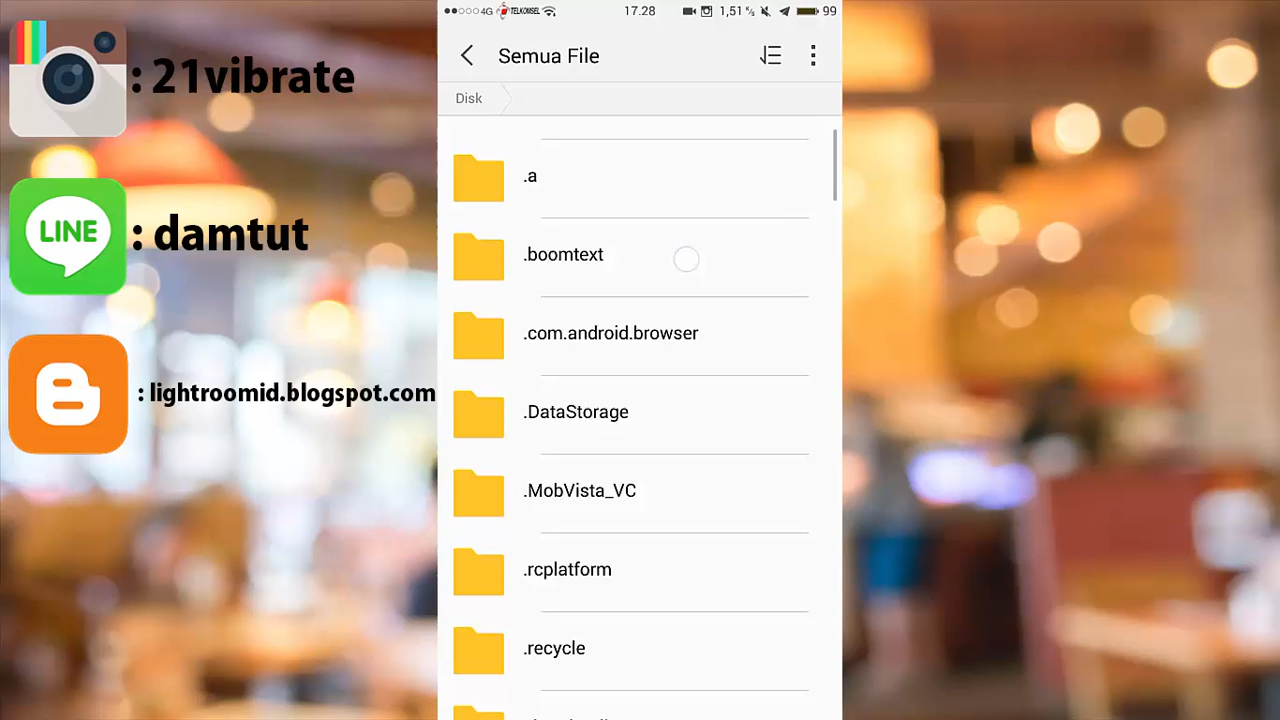 : 21vibrate
LINE
: damtut
: lightroomid.blogspot.com
4G TELKOMSEL 17.28 1,51 K/s 99
Semua File
Disk
.a
.boomtext
.com.android.browser
.DataStorage
.MobVista_VC
.rcplatform
.recycle